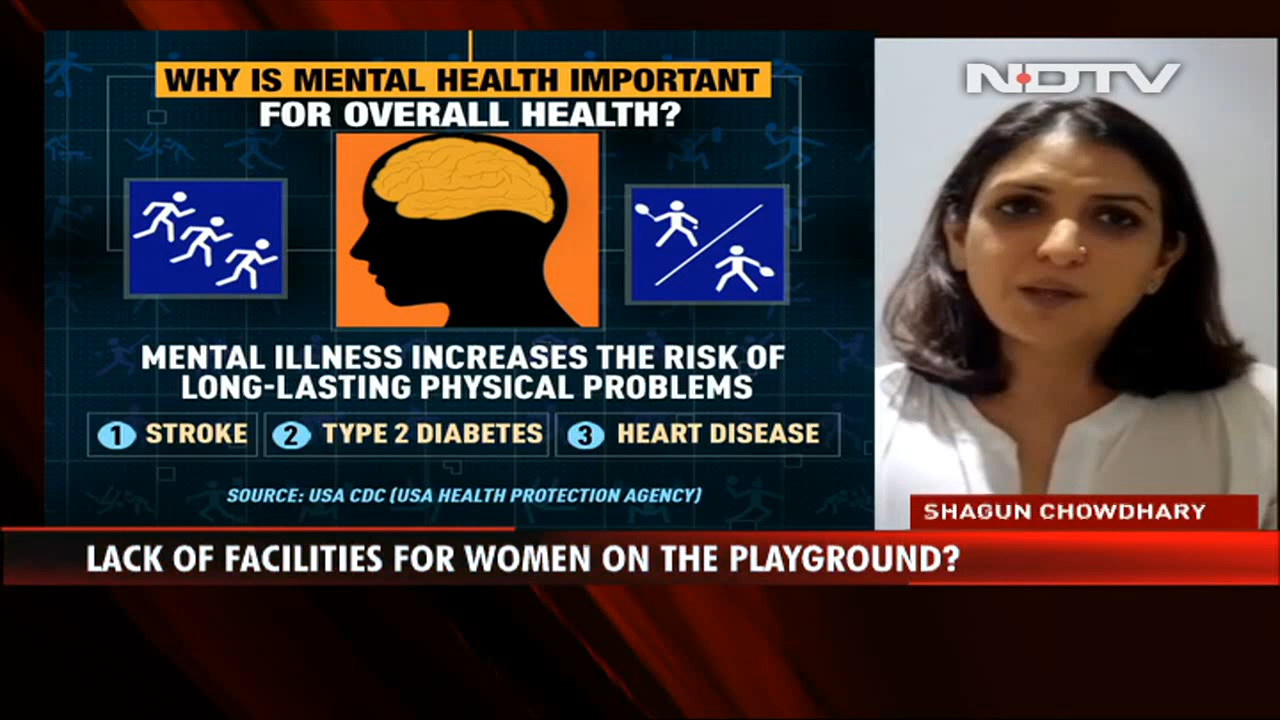 WHY IS MENTAL HEALTH IMPORTANT
FOR OVERALL HEALTH?
NDTV
MENTAL ILLNESS INCREASES THE RISK OF
LONG-LASTING PHYSICAL PROBLEMS
1 STROKE 2 TYPE 2 DIABETES 3 HEART DISEASE
SOURCE: USA CDC (USA HEALTH PROTECTION AGENCY)
SHAGUN CHOWDHARY
LACK OF FACILITIES FOR WOMEN ON THE PLAYGROUND?